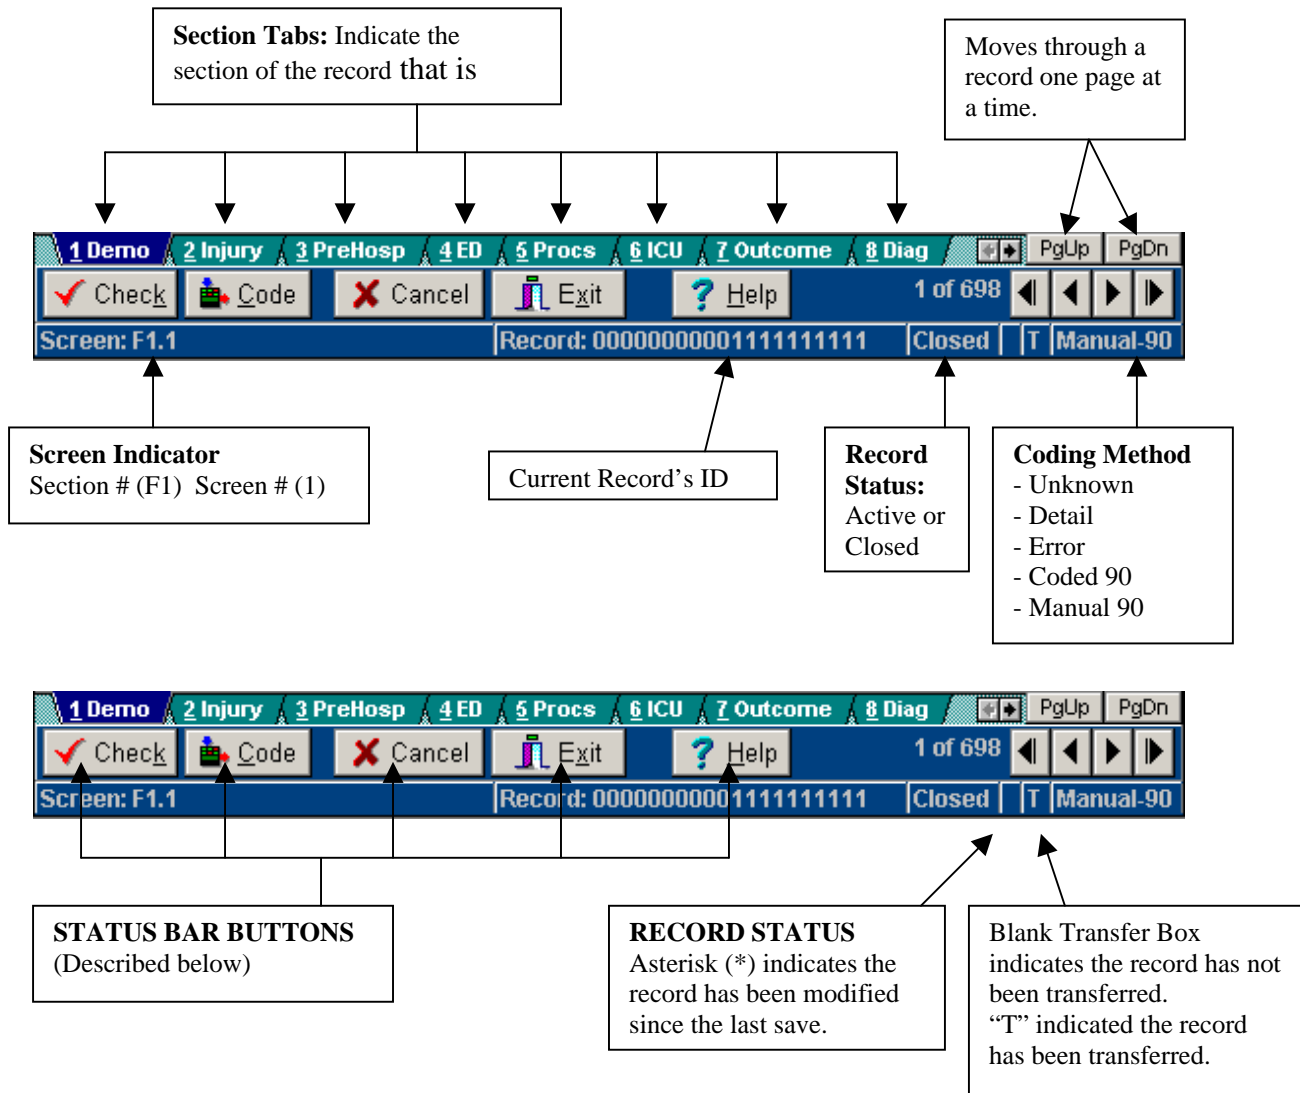 Section Tabs: Indicate the
section of the record that is
Moves through a
record one page at
a time.
1 Demo 2 Injury 3 PreHosp 4 ED 5 Procs 6 ICU 7 Outcome 8 Diag PgUp PgDn
Check Code Cancel Exit Help 1 of 698
Screen: F1.1 Record: 00000000001111111111 Closed T Manual-90
Screen Indicator
Section # (F1) Screen # (1)
Current Record’s ID
Record
Status:
Active or
Closed
Coding Method
- Unknown
- Detail
- Error
- Coded 90
- Manual 90
1 Demo 2 Injury 3 PreHosp 4 ED 5 Procs 6 ICU 7 Outcome 8 Diag PgUp PgDn
Check Code Cancel Exit Help 1 of 698
Screen: F1.1 Record: 00000000001111111111 Closed T Manual-90
STATUS BAR BUTTONS
(Described below)
RECORD STATUS
Asterisk (*) indicates the
record has been modified
since the last save.
Blank Transfer Box
indicates the record has not
been transferred.
“T” indicated the record
has been transferred.